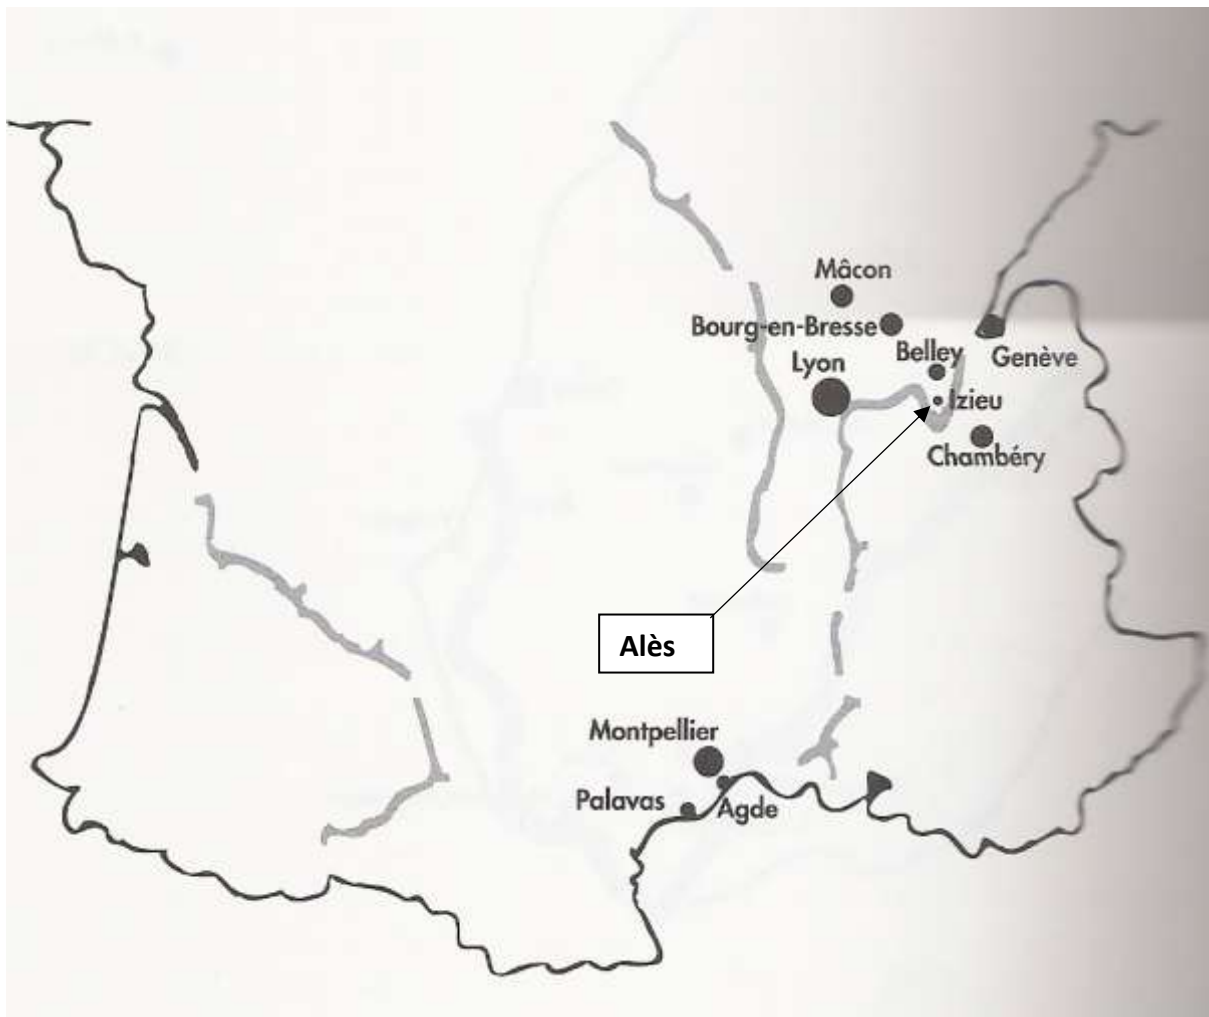 Mâcon
Bourg-en-Bresse
Belley
Genève
Lyon
Izieu
Chambéry
Alès
Montpellier
Palavas
Agde